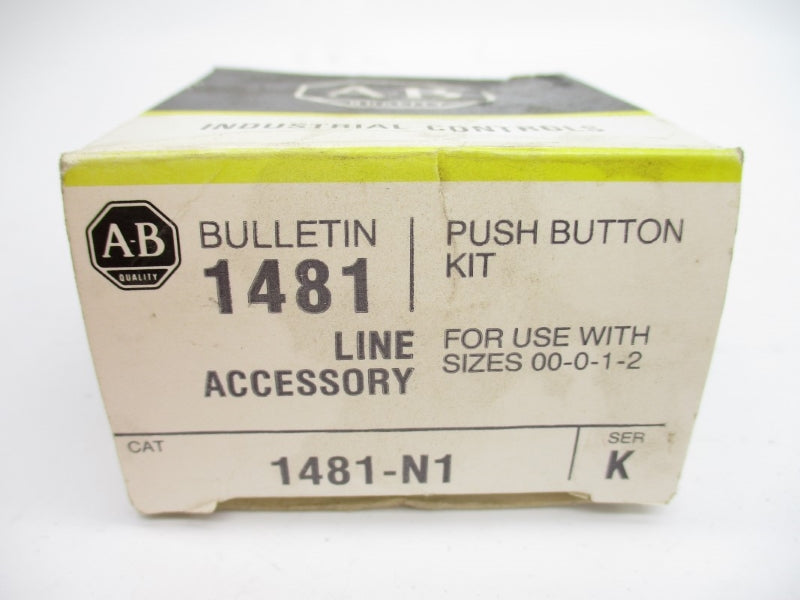 A-B
QUALITY
INDUSTRIAL CONTROLS
A-B
QUALITY
BULLETIN
1481
LINE
ACCESSORY
PUSH BUTTON
KIT
FOR USE WITH
SIZES 00-0-1-2
CAT
1481-N1
SER
K